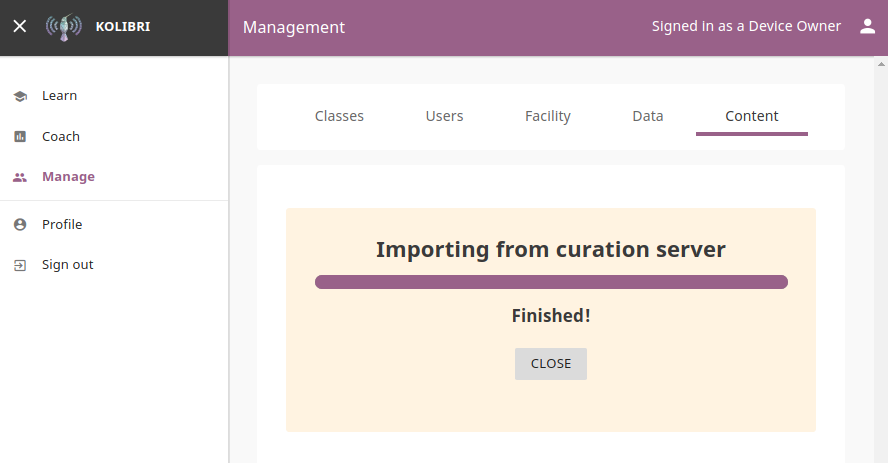 KOLIBRI
Management
Signed in as a Device Owner
Learn
Coach
Manage
Profile
Sign out
Classes Users Facility Data Content
Importing from curation server
Finished!
CLOSE